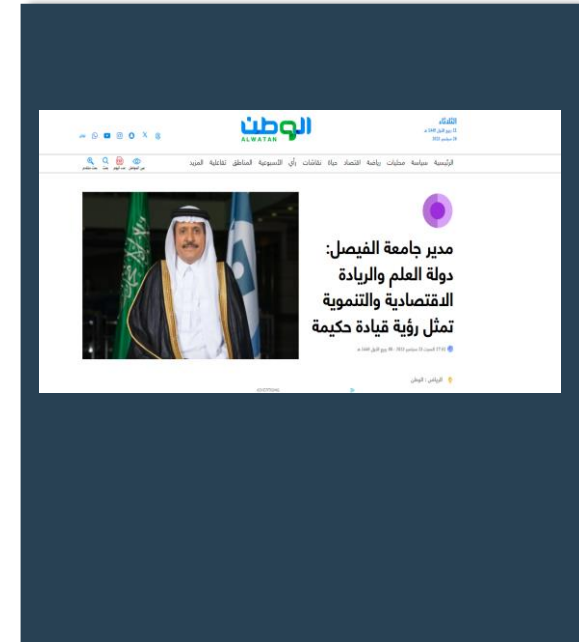 الثلاثاء
الوطن
ALWATAN
الرئيسية سياسة محليات رياضة اقتصاد حياة نقاشات رأي الأسبوعية المناطق تفاعلية المزيد
مدير جامعة الفيصل:
دولة العلم والريادة
الاقتصادية والتنموية
تمثل رؤية قيادة حكيمة
الرياض : الوطن